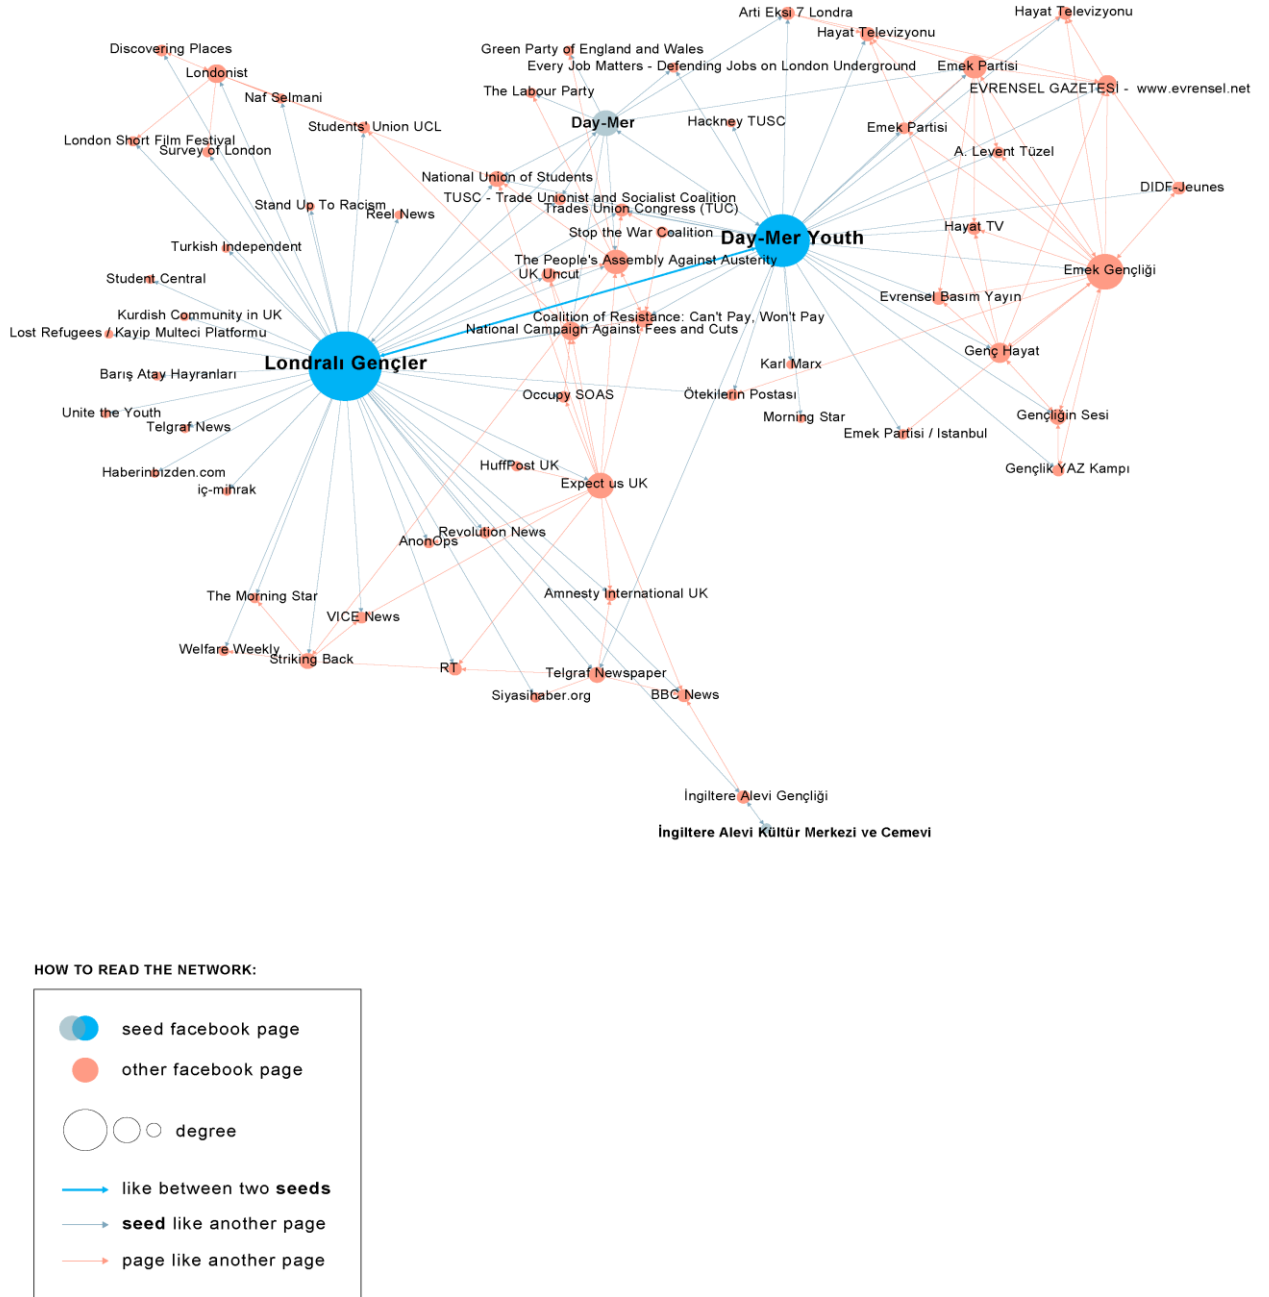 Arti Eksi 7 Londra
Hayat Televizyonu
Hayat Televizyonu
Discovering Places
Green Party of England and Wales
Every Job Matters - Defending Jobs on London Underground
Emek Partisi
Londonist
EVRENSEL GAZETESİ - www.evrensel.net
The Labour Party
Naf Selmani
Day-Mer
Hackney TUSC
Emek Partisi
Students' Union UCL
London Short Film Festival
Survey of London
A. Levent Tüzel
National Union of Students
DIDF-Jeunes
TUSC - Trade Unionist and Socialist Coalition
Stand Up To Racism
Reel News
Trades Union Congress (TUC)
Hayat TV
Stop the War Coalition
Day-Mer Youth
Turkish Independent
The People's Assembly Against Austerity
Emek Gençliği
UK Uncut
Student Central
Evrensel Basım Yayın
Kurdish Community in UK
Coalition of Resistance: Can't Pay, Won't Pay
Lost Refugees / Kayip Multeci Platformu
National Campaign Against Fees and Cuts
Genç Hayat
Londralı Gençler
Karl Marx
Barış Atay Hayranları
Occupy SOAS
Ötekilerin Postası
Unite the Youth
Gençliğin Sesi
Morning Star
Telgraf News
Emek Partisi / Istanbul
HuffPost UK
Gençlik YAZ Kampı
Haberinbizden.com
Expect us UK
iç-mihrak
Revolution News
AnonOps
Amnesty International UK
The Morning Star
VICE News
Welfare Weekly
Striking Back
RT
Telgraf Newspaper
Siyasihaber.org
BBC News
İngiltere Alevi Gençliği
İngiltere Alevi Kültür Merkezi ve Cemevi
HOW TO READ THE NETWORK:
seed facebook page
other facebook page
degree
like between two seeds
seed like another page
page like another page